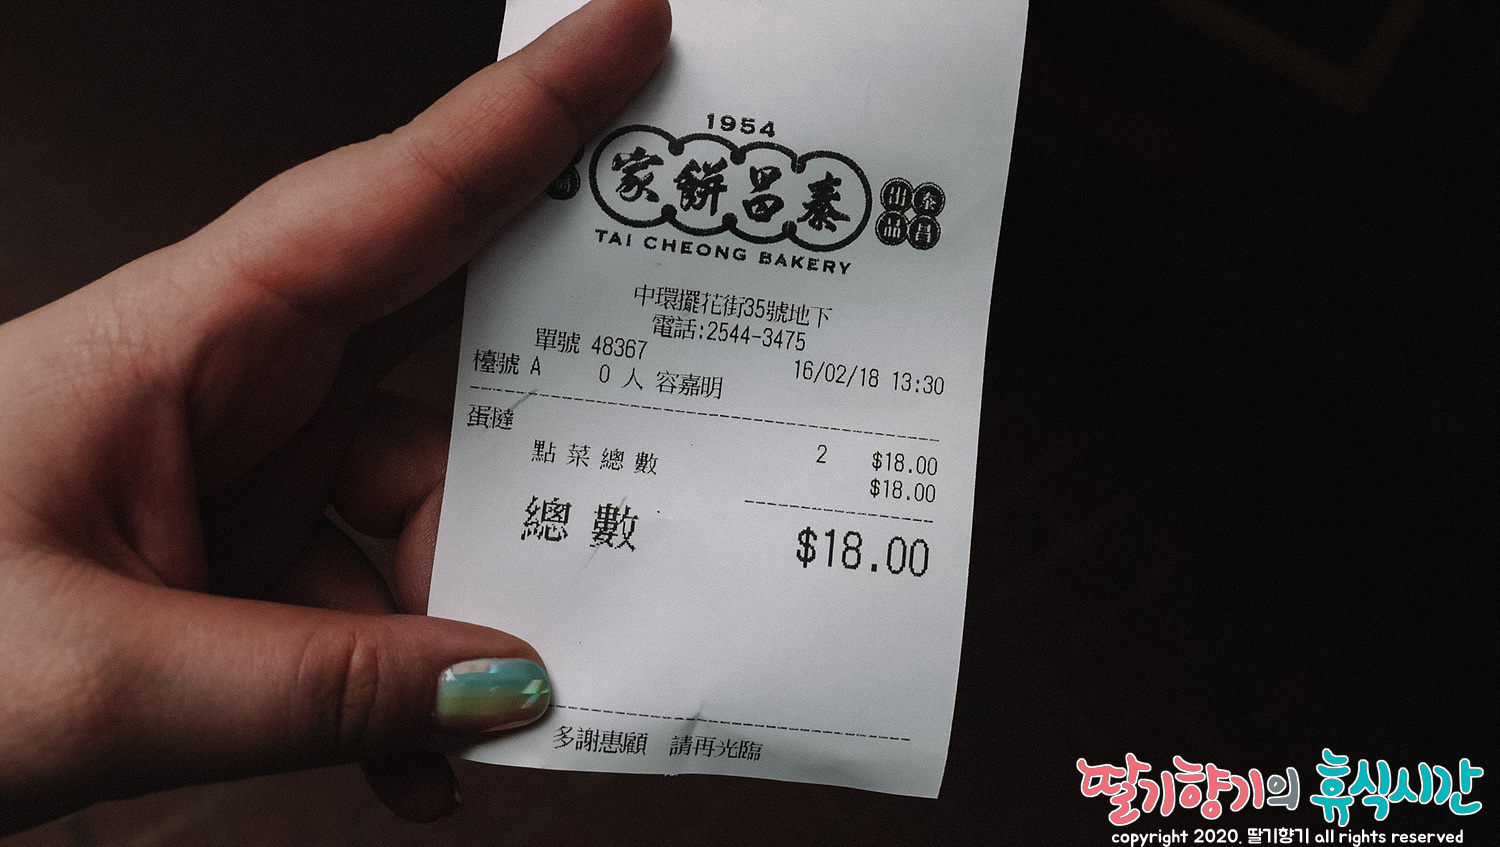 1954
家餅昌泰
出泰
品昌
TAI CHEONG BAKERY
中環擺花街35號地下
電話:2544-3475
單號 48367 16/02/18 13:30
檯號 A 0 人 容嘉明
蛋撻 2 $18.00
點菜總數 $18.00
總數 $18.00
多謝惠顧 請再光臨
딸기향기의 휴식시간
copyright 2020. 딸기향기 all rights reserved